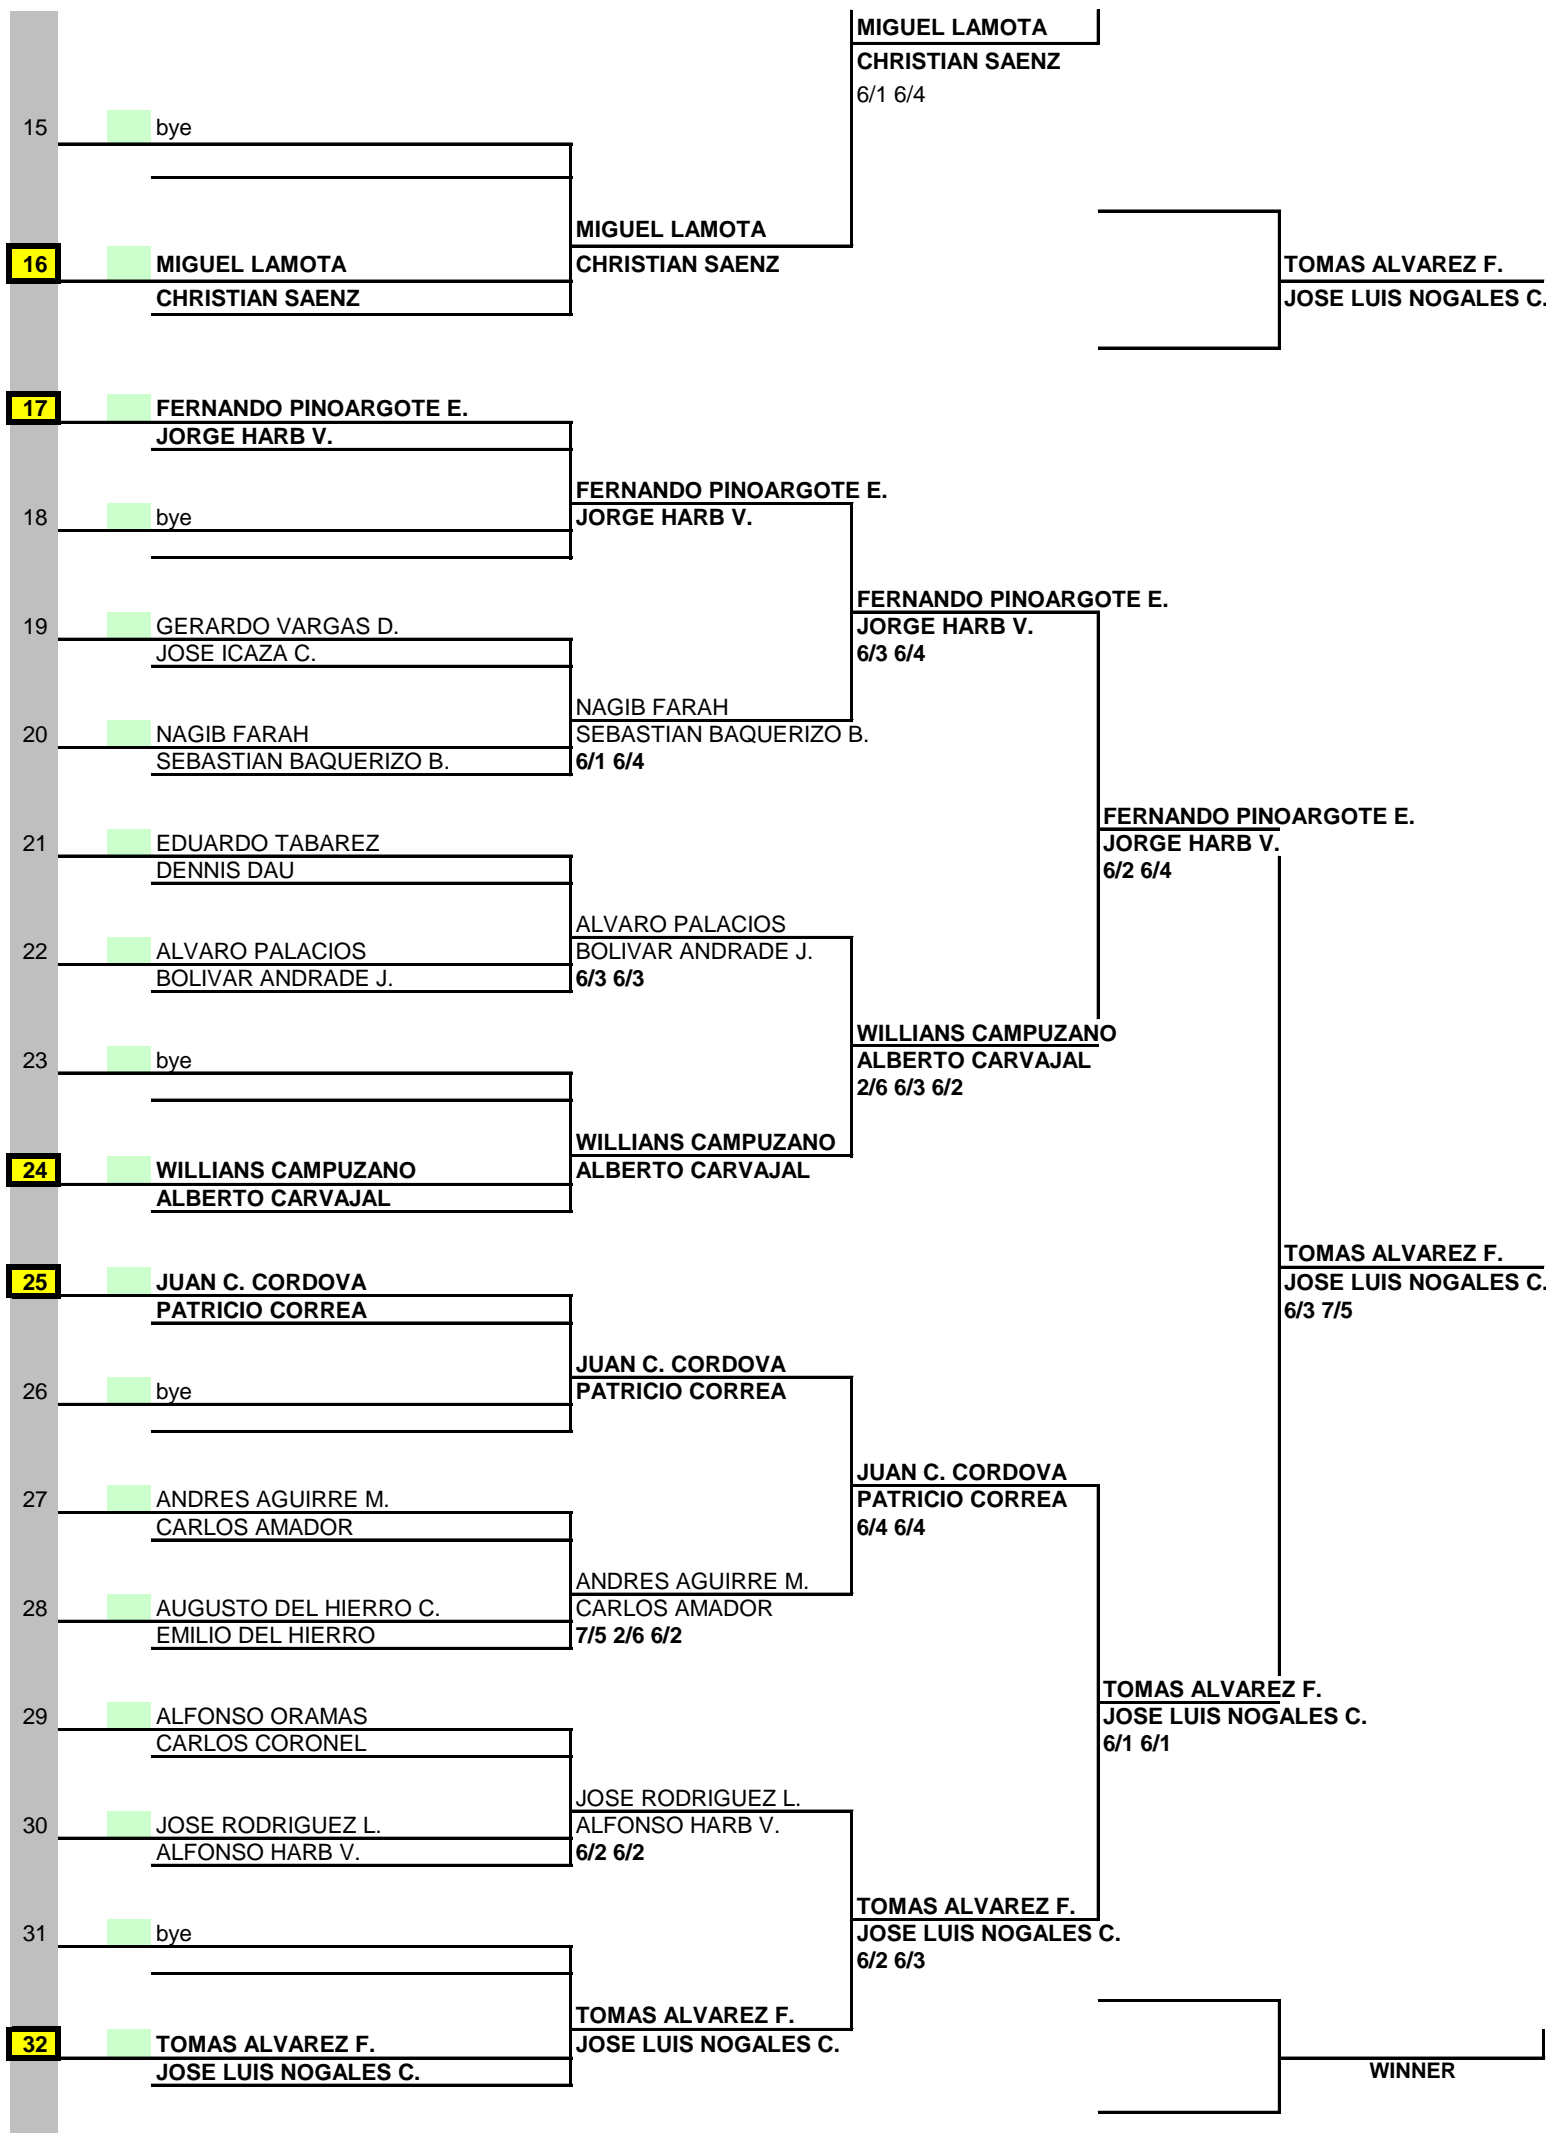 MIGUEL LAMOTA
CHRISTIAN SAENZ
6/1 6/4
15 bye
MIGUEL LAMOTA
16 MIGUEL LAMOTA CHRISTIAN SAENZ TOMAS ALVAREZ F.
CHRISTIAN SAENZ JOSE LUIS NOGALES C.
17 FERNANDO PINOARGOTE E.
JORGE HARB V.
FERNANDO PINOARGOTE E.
18 bye JORGE HARB V.
FERNANDO PINOARGOTE E.
19 GERARDO VARGAS D. JORGE HARB V.
JOSE ICAZA C. 6/3 6/4
NAGIB FARAH
20 NAGIB FARAH SEBASTIAN BAQUERIZO B.
SEBASTIAN BAQUERIZO B. 6/1 6/4
FERNANDO PINOARGOTE E.
21 EDUARDO TABAREZ JORGE HARB V.
DENNIS DAU 6/2 6/4
ALVARO PALACIOS
22 ALVARO PALACIOS BOLIVAR ANDRADE J.
BOLIVAR ANDRADE J. 6/3 6/3
WILLIANS CAMPUZANO
23 bye ALBERTO CARVAJAL
2/6 6/3 6/2
WILLIANS CAMPUZANO
24 WILLIANS CAMPUZANO ALBERTO CARVAJAL
ALBERTO CARVAJAL
TOMAS ALVAREZ F.
25 JUAN C. CORDOVA JOSE LUIS NOGALES C.
PATRICIO CORREA 6/3 7/5
JUAN C. CORDOVA
26 bye PATRICIO CORREA
JUAN C. CORDOVA
27 ANDRES AGUIRRE M. PATRICIO CORREA
CARLOS AMADOR 6/4 6/4
ANDRES AGUIRRE M.
28 AUGUSTO DEL HIERRO C. CARLOS AMADOR
EMILIO DEL HIERRO 7/5 2/6 6/2
TOMAS ALVAREZ F.
29 ALFONSO ORAMAS JOSE LUIS NOGALES C.
CARLOS CORONEL 6/1 6/1
JOSE RODRIGUEZ L.
30 JOSE RODRIGUEZ L. ALFONSO HARB V.
ALFONSO HARB V. 6/2 6/2
TOMAS ALVAREZ F.
31 bye JOSE LUIS NOGALES C.
6/2 6/3
TOMAS ALVAREZ F.
32 TOMAS ALVAREZ F. JOSE LUIS NOGALES C.
JOSE LUIS NOGALES C. WINNER